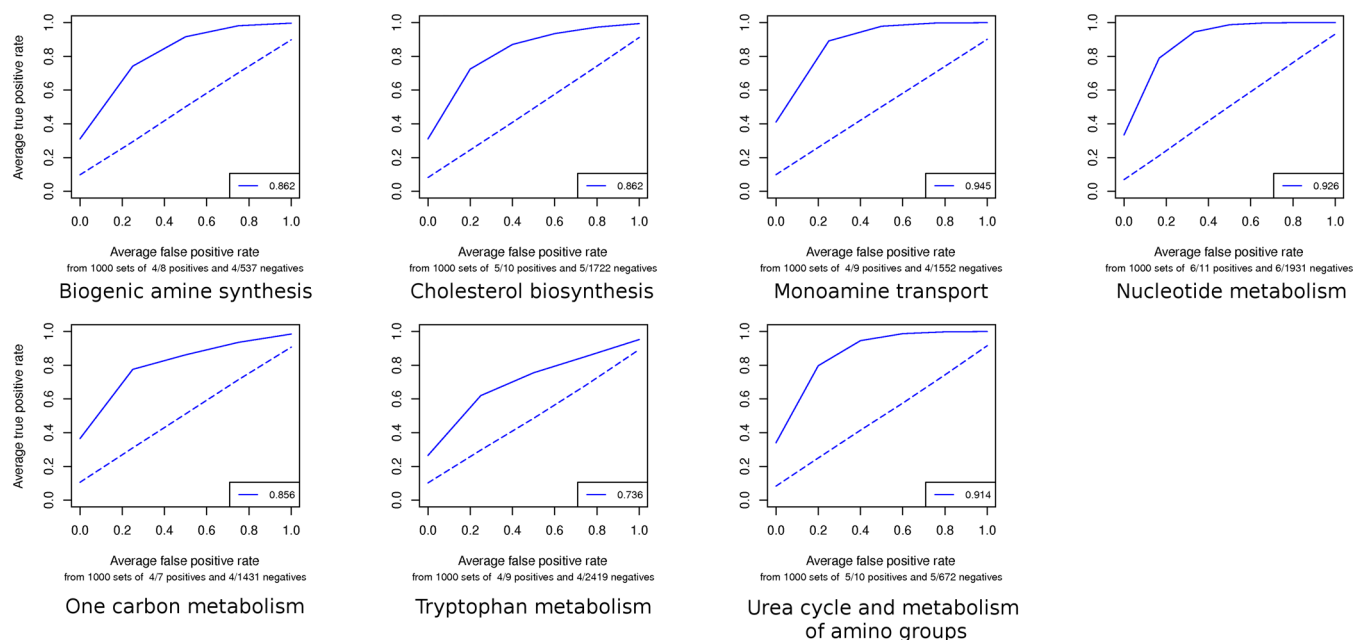 Average true positive rate
1.0
0.8
0.6
0.4
0.2
0.0
0.862
0.0 0.2 0.4 0.6 0.8 1.0
Average false positive rate
from 1000 sets of 4/8 positives and 4/537 negatives
Biogenic amine synthesis
1.0
0.8
0.6
0.4
0.2
0.0
0.862
0.0 0.2 0.4 0.6 0.8 1.0
Average false positive rate
from 1000 sets of 5/10 positives and 5/1722 negatives
Cholesterol biosynthesis
1.0
0.8
0.6
0.4
0.2
0.0
0.945
0.0 0.2 0.4 0.6 0.8 1.0
Average false positive rate
from 1000 sets of 4/9 positives and 4/1552 negatives
Monoamine transport
1.0
0.8
0.6
0.4
0.2
0.0
0.926
0.0 0.2 0.4 0.6 0.8 1.0
Average false positive rate
from 1000 sets of 6/11 positives and 6/1931 negatives
Nucleotide metabolism
Average true positive rate
1.0
0.8
0.6
0.4
0.2
0.0
0.856
0.0 0.2 0.4 0.6 0.8 1.0
Average false positive rate
from 1000 sets of 4/7 positives and 4/1431 negatives
One carbon metabolism
1.0
0.8
0.6
0.4
0.2
0.0
0.736
0.0 0.2 0.4 0.6 0.8 1.0
Average false positive rate
from 1000 sets of 4/9 positives and 4/2419 negatives
Tryptophan metabolism
1.0
0.8
0.6
0.4
0.2
0.0
0.914
0.0 0.2 0.4 0.6 0.8 1.0
Average false positive rate
from 1000 sets of 5/10 positives and 5/672 negatives
Urea cycle and metabolism
of amino groups